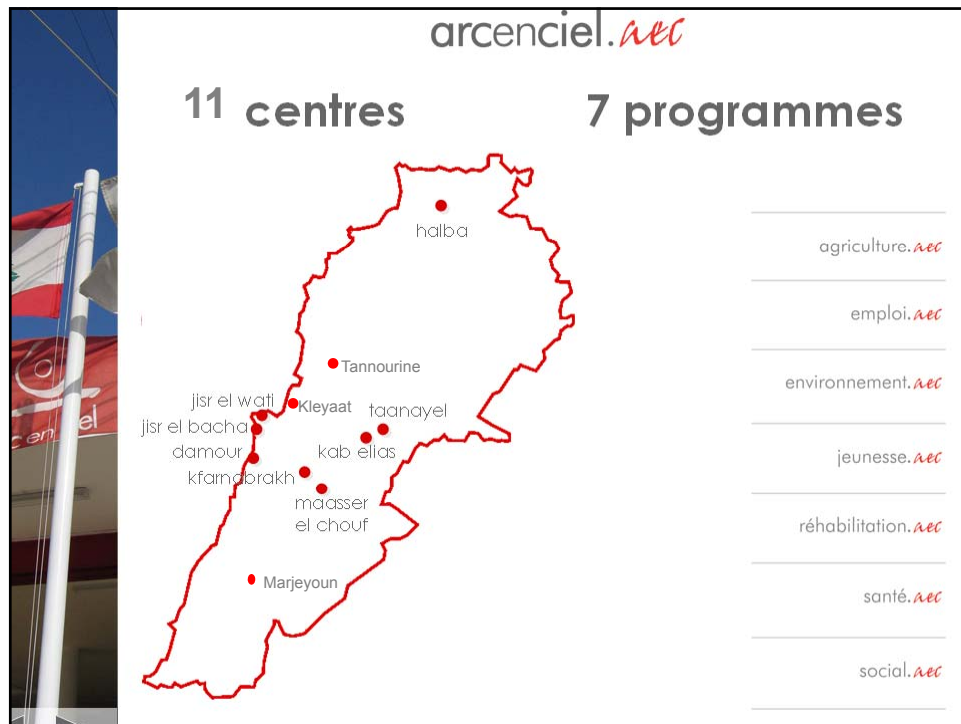 arcenciel.aec
11 centres
7 programmes
halba
Tannourine
jisr el wati
Kleyaat
taanayel
jisr el bacha
damour
kab elias
kfarnabrakh
maasser
el chouf
Marjeyoun
agriculture.aec
emploi.aec
environnement.aec
jeunesse.aec
réhabilitation.aec
santé.aec
social.aec